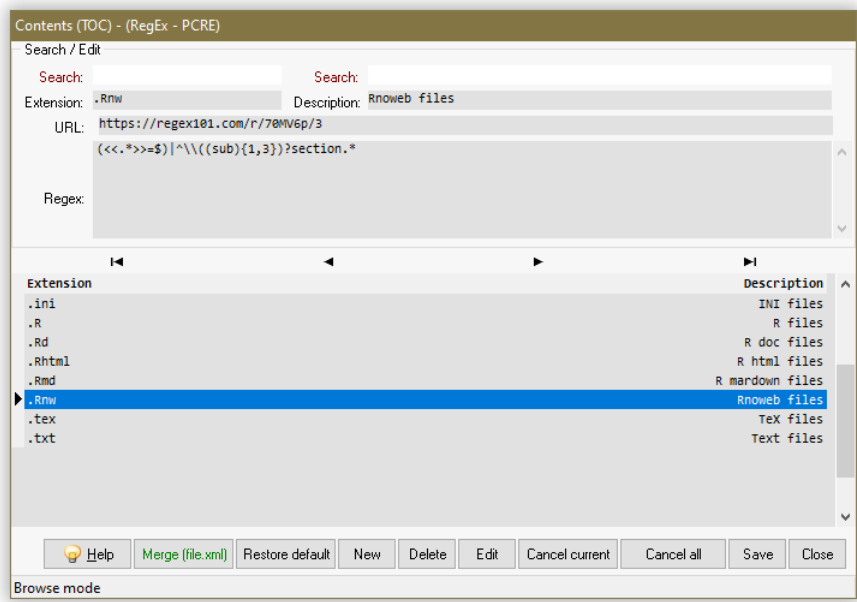 Contents (TOC) - (RegEx - PCRE)
Search / Edit
Search: Search:
Extension: .Rnw Description: Rnoweb files
URL: https://regex101.com/r/70MV6p/3
Regex: (<<.*>>=$)|^\\((sub){1,3})?section.*
Extension Description
.ini INI files
.R R files
.Rd R doc files
.Rhtml R html files
.Rmd R mardown files
.Rnw Rnoweb files
.tex TeX files
.txt Text files
Help Merge (file.xml) Restore default New Delete Edit Cancel current Cancel all Save Close
Browse mode